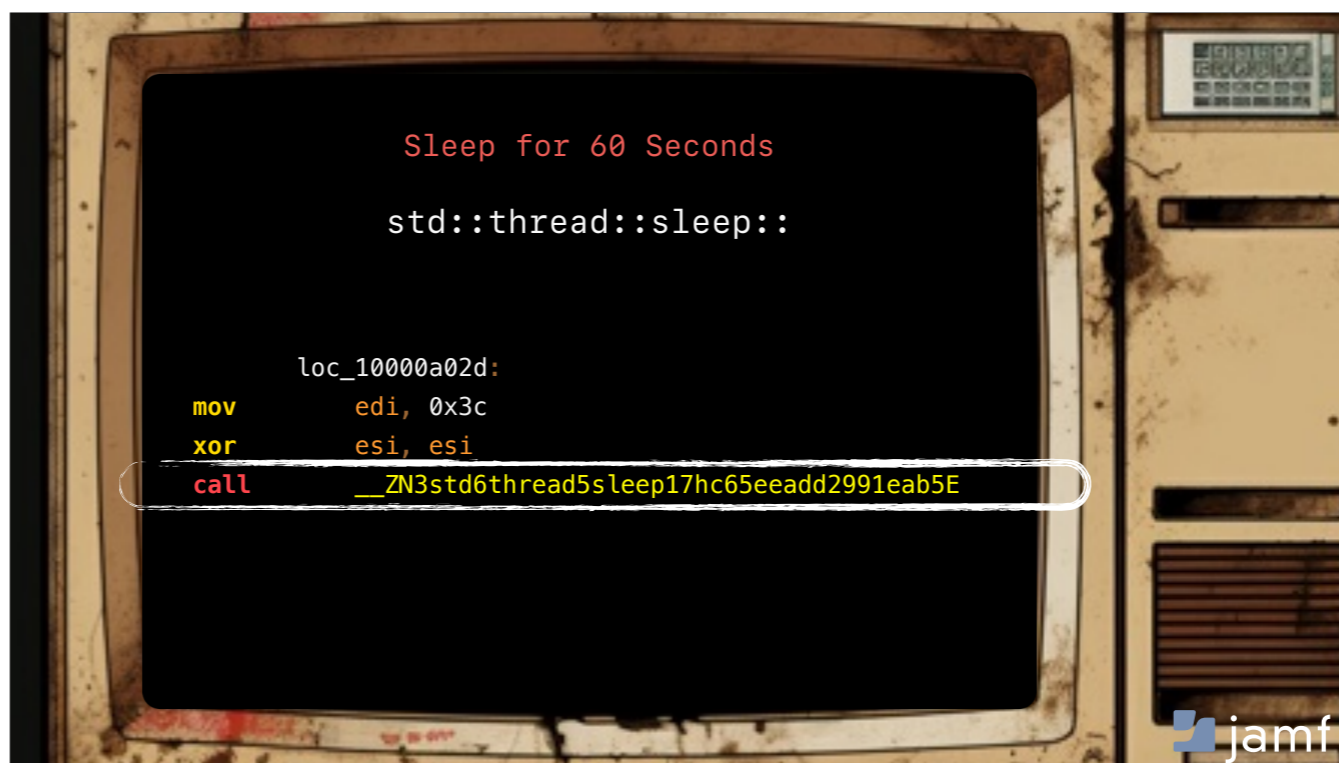 Sleep for 60 Seconds
std::thread::sleep::
loc_10000a02d:
mov edi, 0x3c
xor esi, esi
call __ZN3std6thread5sleep17hc65eeadd2991eab5E
jamf